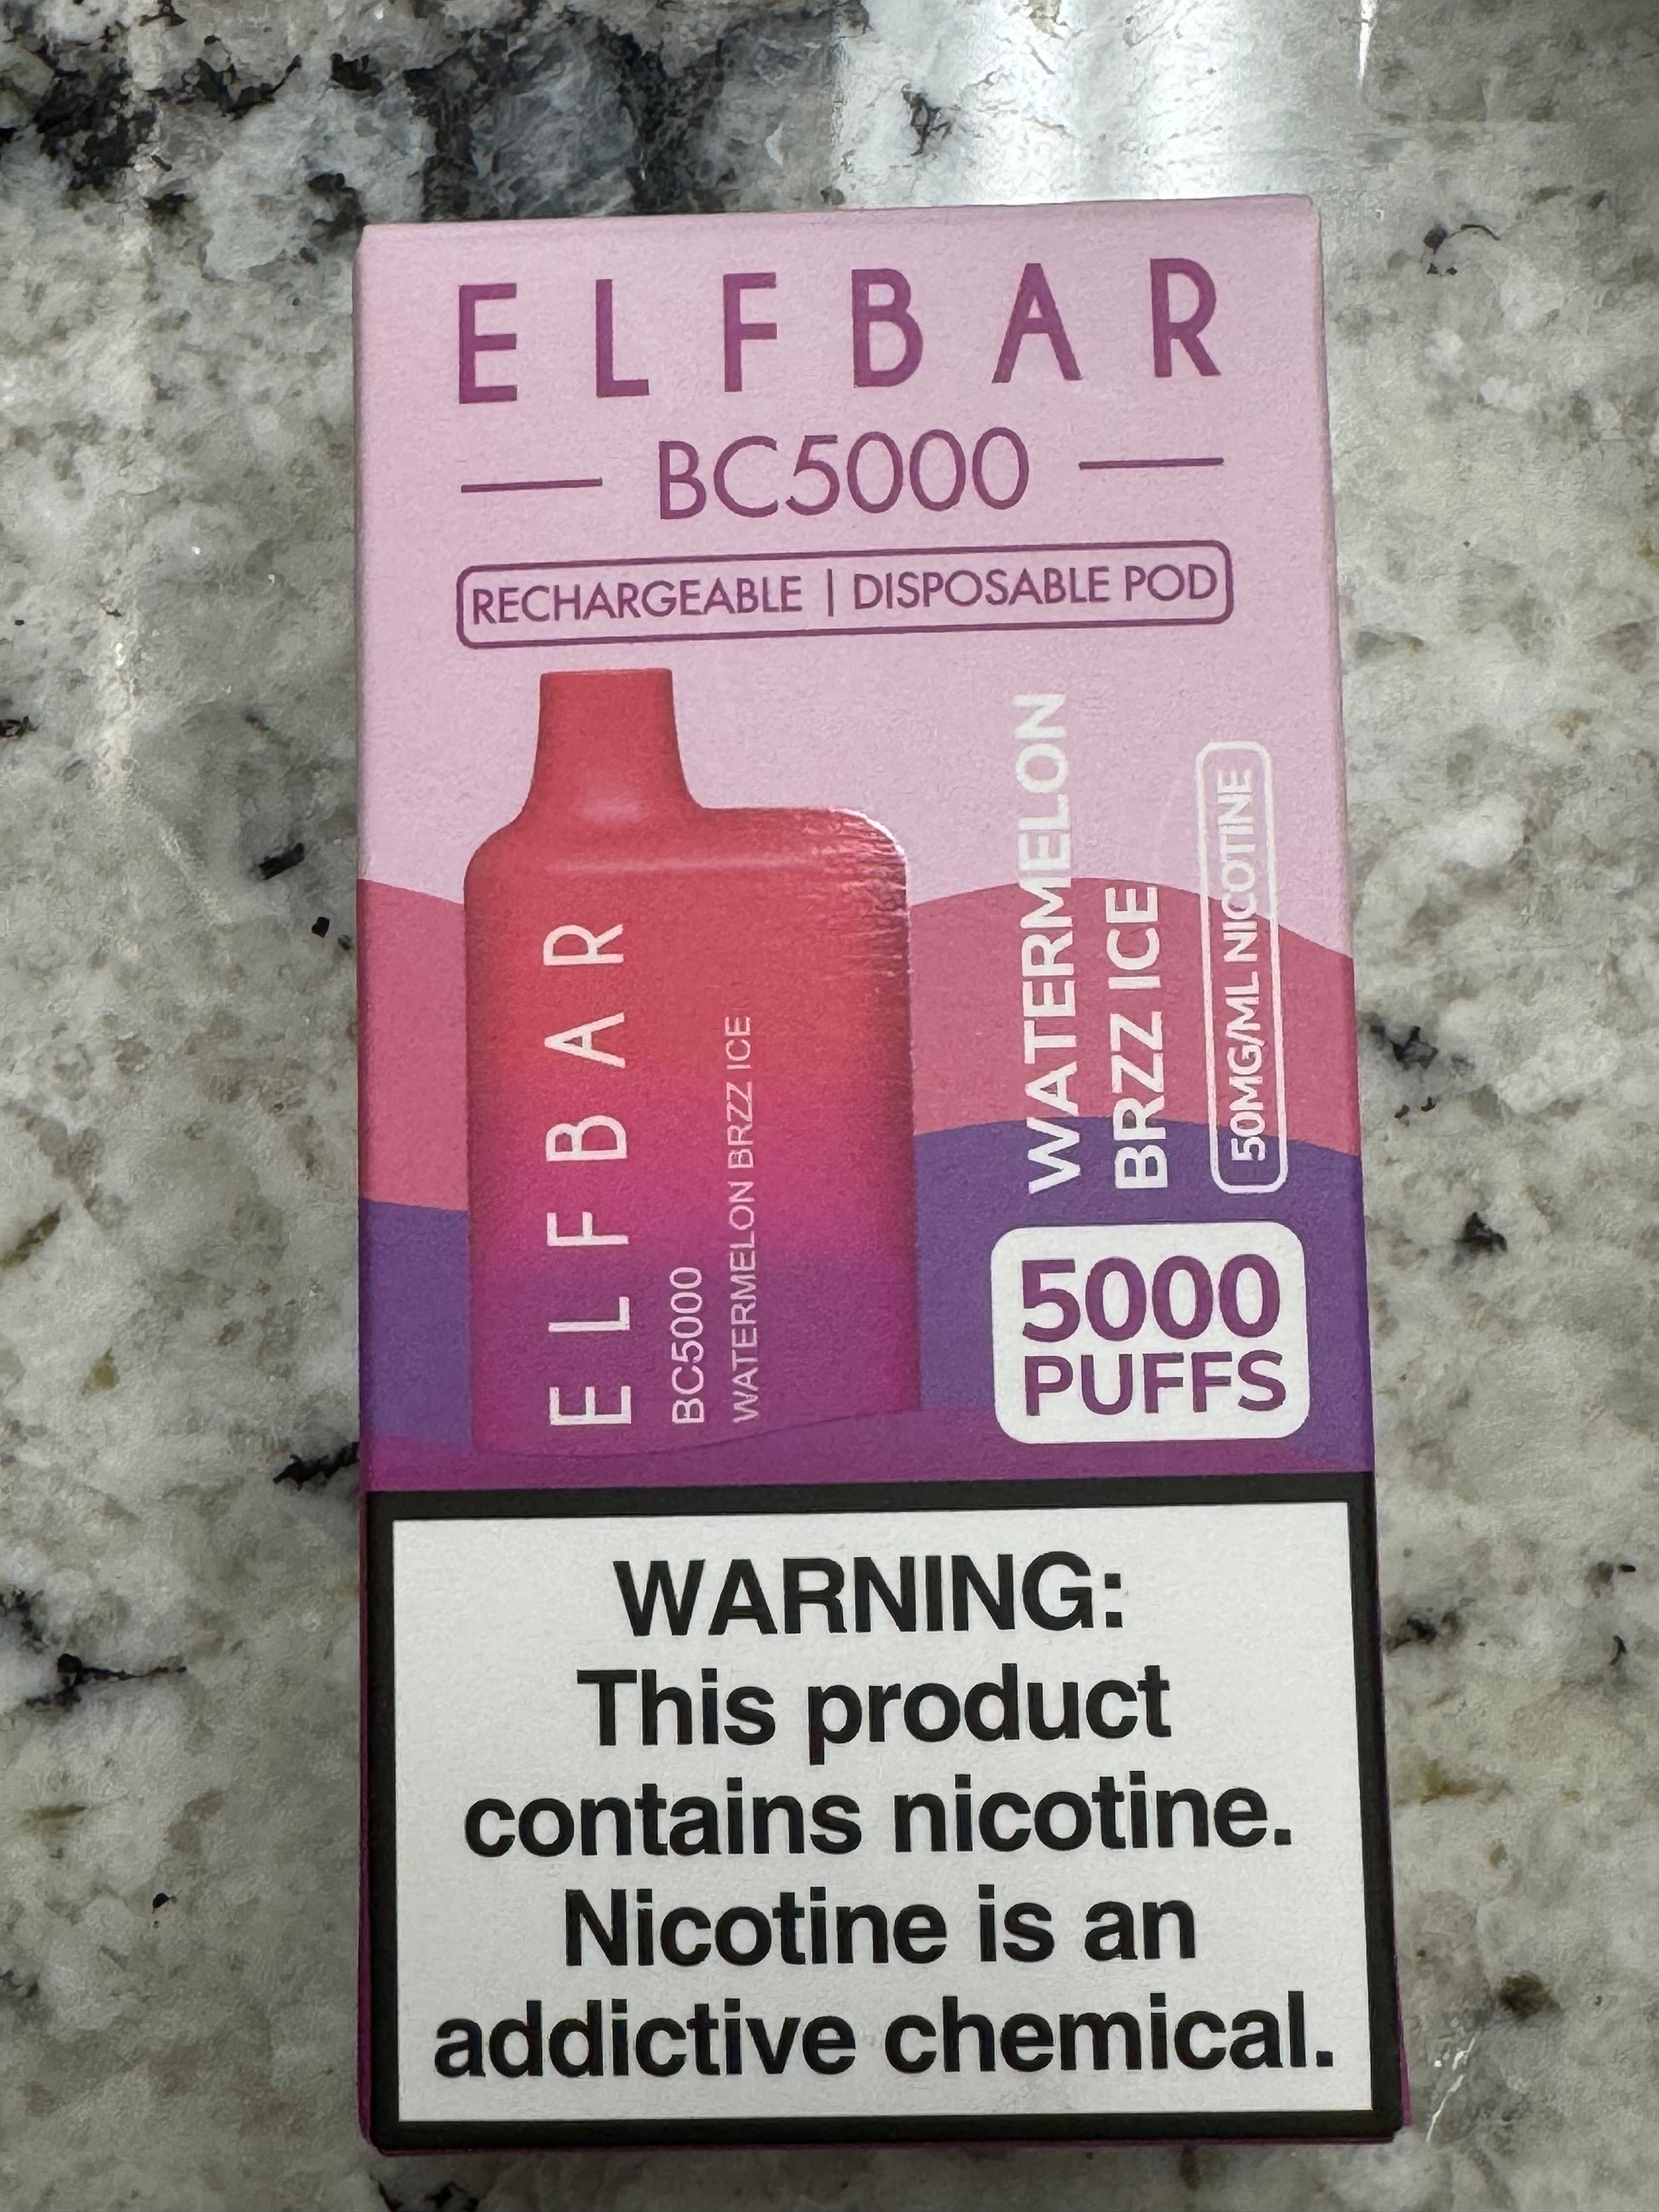 ELFBAR
BC5000
RECHARGEABLE | DISPOSABLE POD
ELFBAR
BC5000
WATERMELON BRZZ ICE
WATERMELON
BRZZ ICE
50MG/ML NICOTINE
5000
PUFFS
WARNING:
This product
contains nicotine.
Nicotine is an
addictive chemical.